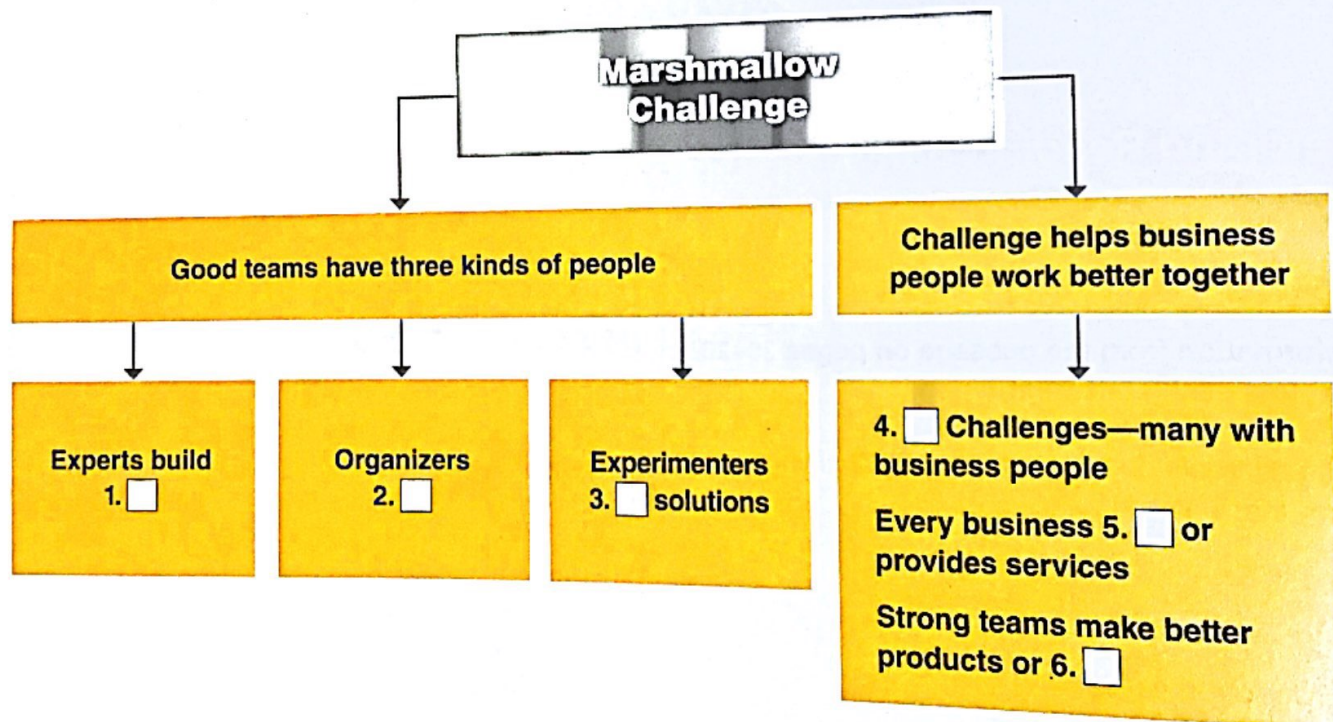 Marshmallow
Challenge
Good teams have three kinds of people
Challenge helps business
people work better together
Experts build
1.
Organizers
2.
Experimenters
3. solutions
4. Challenges—many with
business people
Every business 5. or
provides services
Strong teams make better
products or 6.